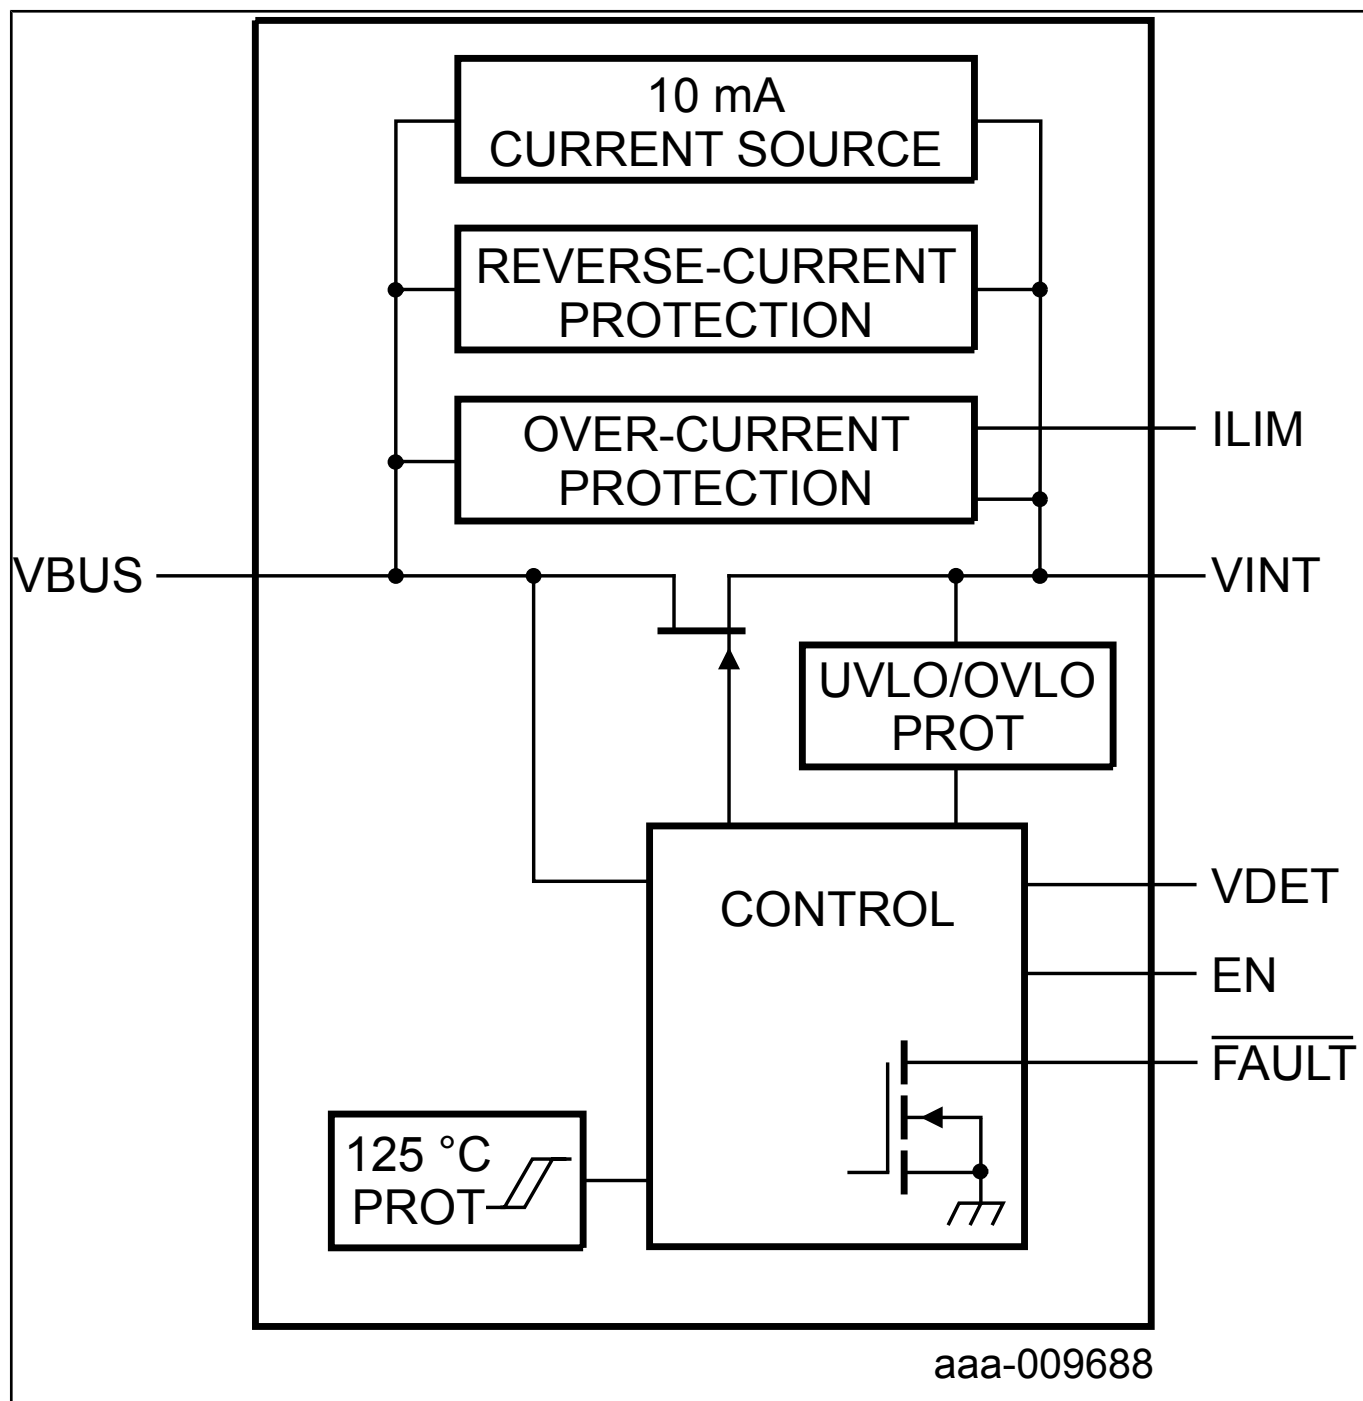 10 mA
CURRENT SOURCE
REVERSE-CURRENT
PROTECTION
OVER-CURRENT
PROTECTION
ILIM
VBUS
VINT
UVLO/OVLO
PROT
CONTROL
VDET
EN
FAULT
125 °C
PROT
aaa-009688